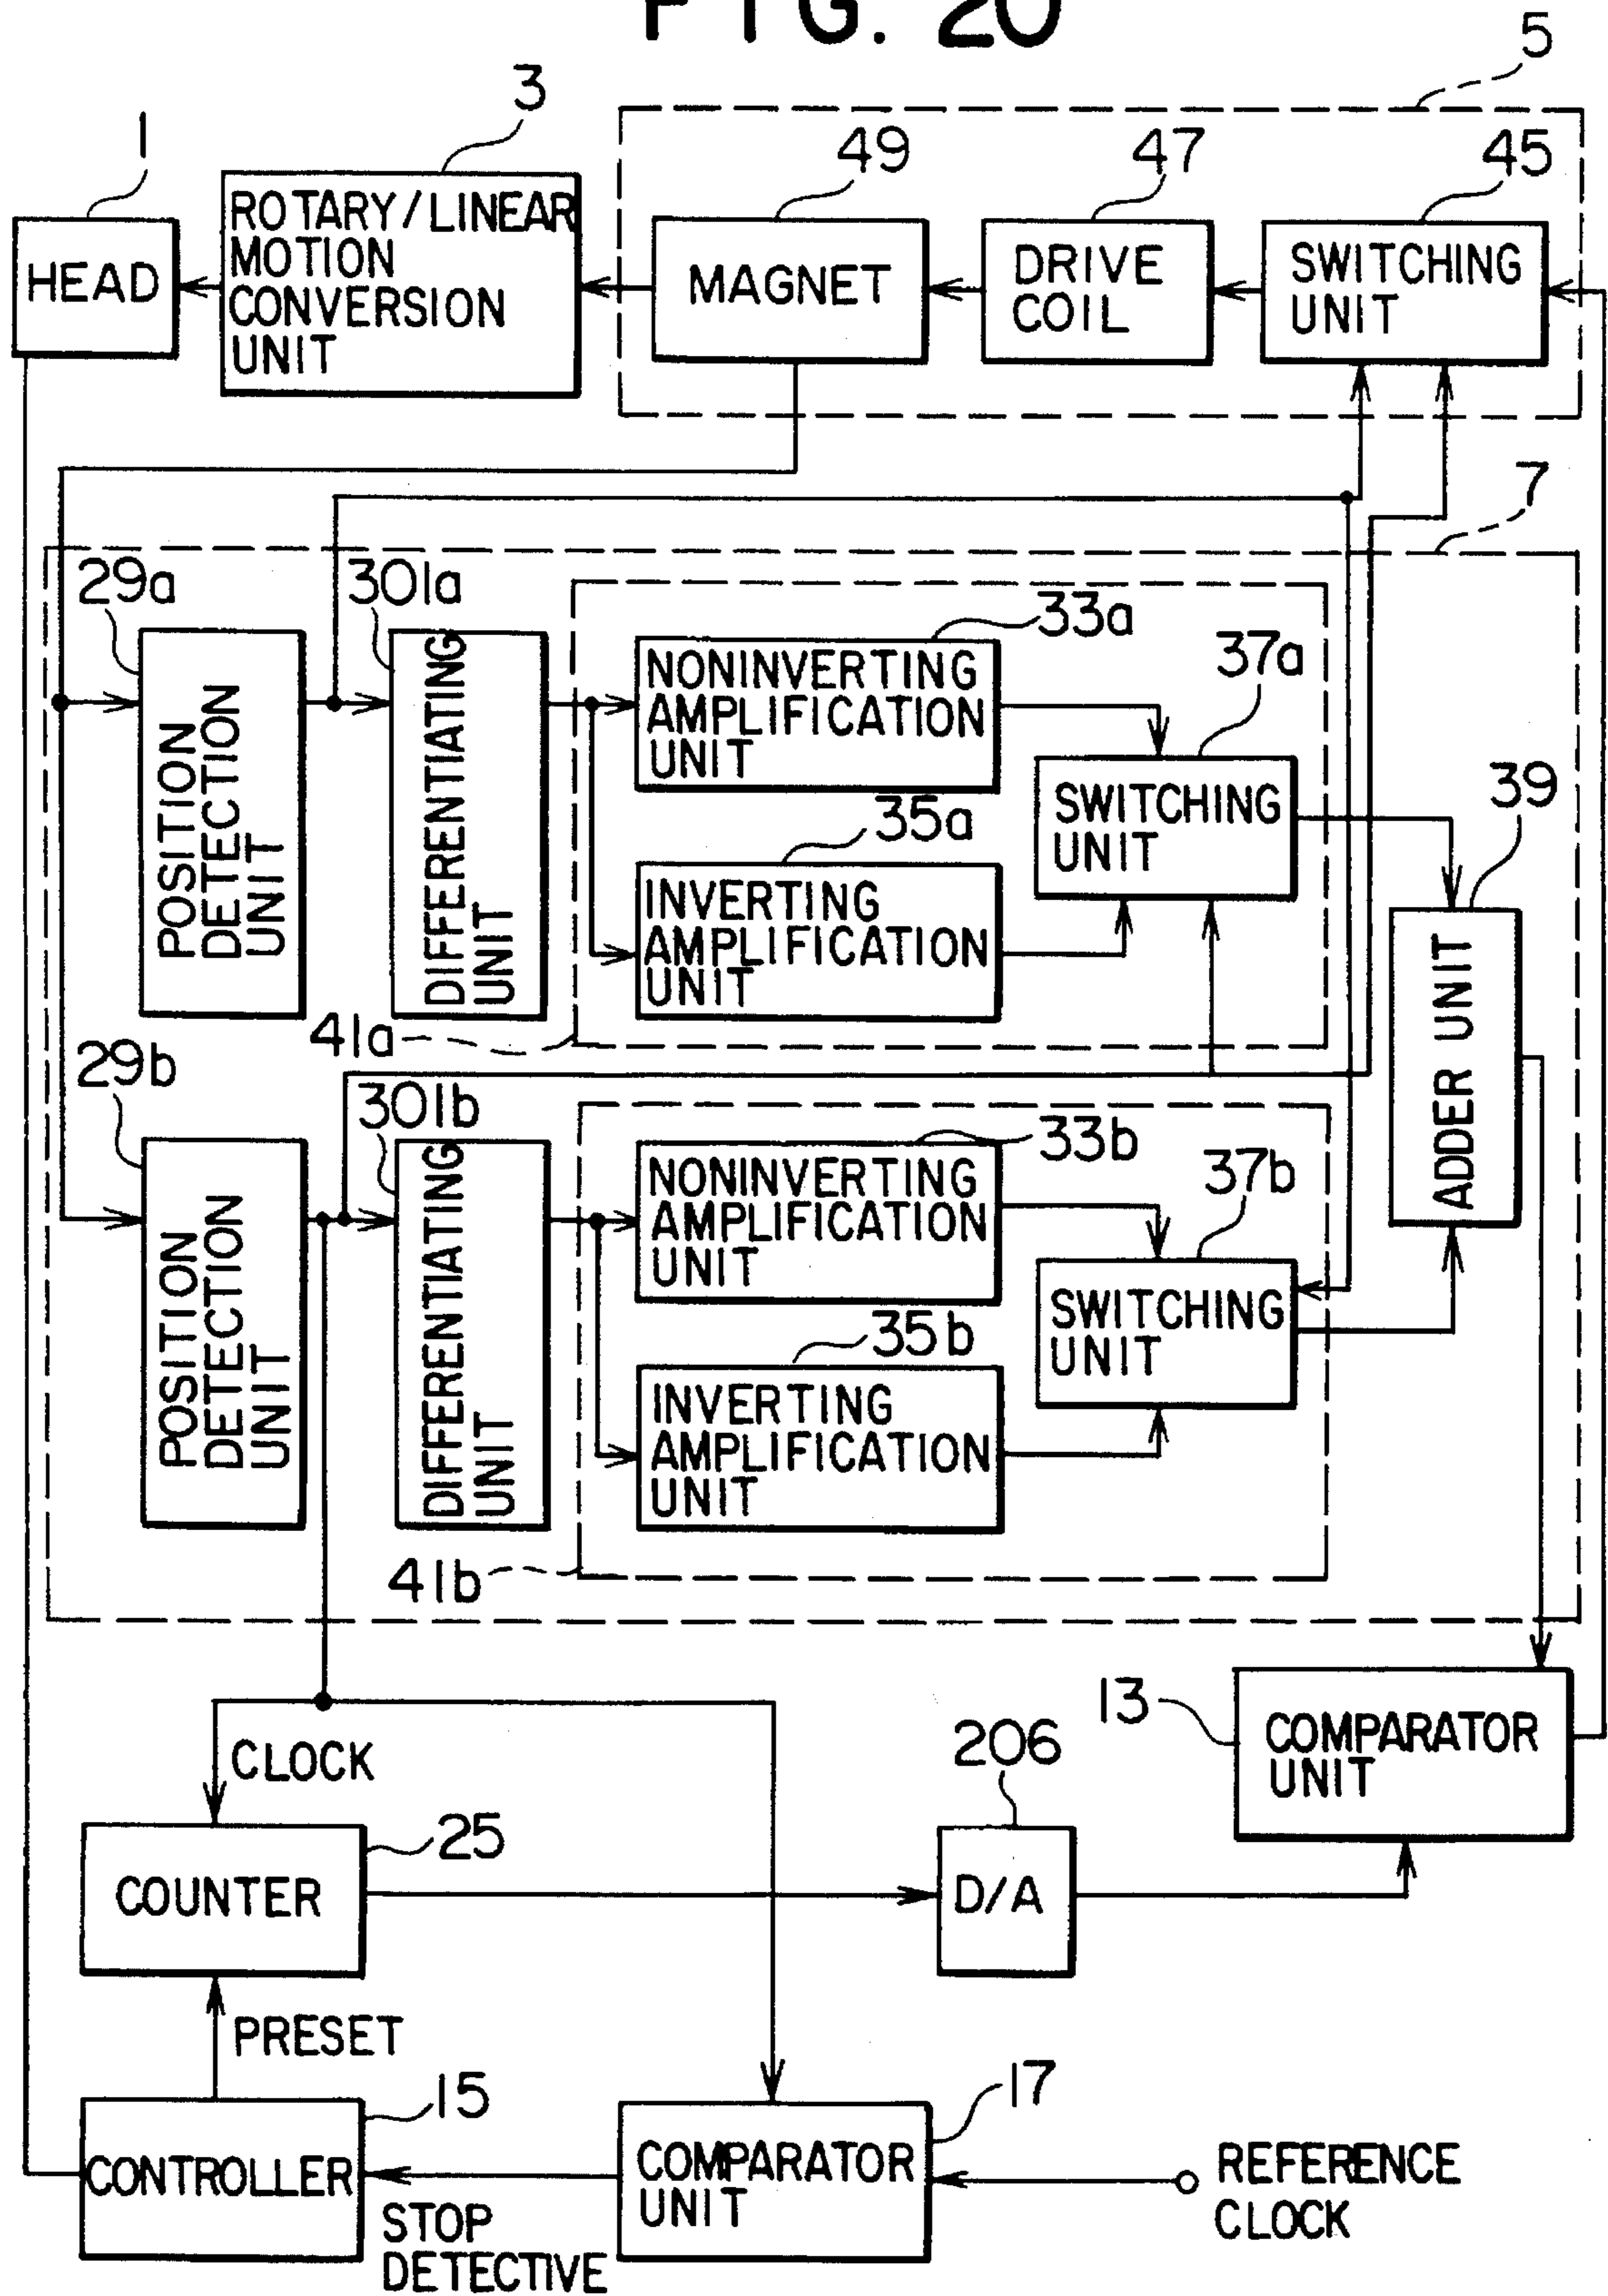 FIG. 20
5
3
1
49
47
45
HEAD
ROTARY/LINEAR
MOTION
CONVERSION
UNIT
MAGNET
DRIVE
COIL
SWITCHING
UNIT
7
29a
301a
33a
37a
POSITION
DETECTION
UNIT
DIFFERENTIATING
UNIT
NONINVERTING
AMPLIFICATION
UNIT
SWITCHING
UNIT
39
35a
INVERTING
AMPLIFICATION
UNIT
ADDER UNIT
41a
29b
301b
33b
37b
POSITION
DETECTION
UNIT
DIFFERENTIATING
UNIT
NONINVERTING
AMPLIFICATION
UNIT
SWITCHING
UNIT
35b
INVERTING
AMPLIFICATION
UNIT
41b
13
COMPARATOR
UNIT
CLOCK
206
25
COUNTER
D/A
PRESET
15
17
CONTROLLER
COMPARATOR
UNIT
REFERENCE
CLOCK
STOP
DETECTIVE